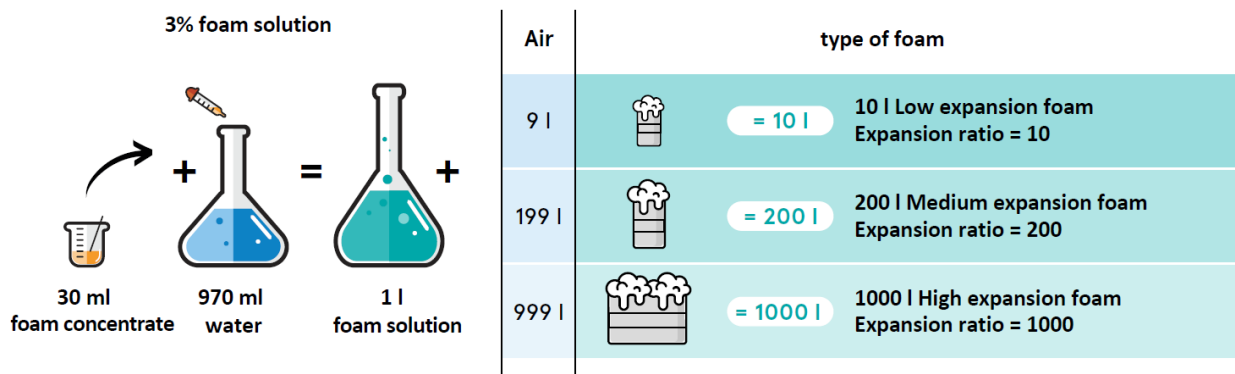 3% foam solution
+
=
+
30 ml
foam concentrate
970 ml
water
1 l
foam solution
Air
type of foam
9 l
= 10 l
10 l Low expansion foam
Expansion ratio = 10
199 l
= 200 l
200 l Medium expansion foam
Expansion ratio = 200
999 l
= 1000 l
1000 l High expansion foam
Expansion ratio = 1000